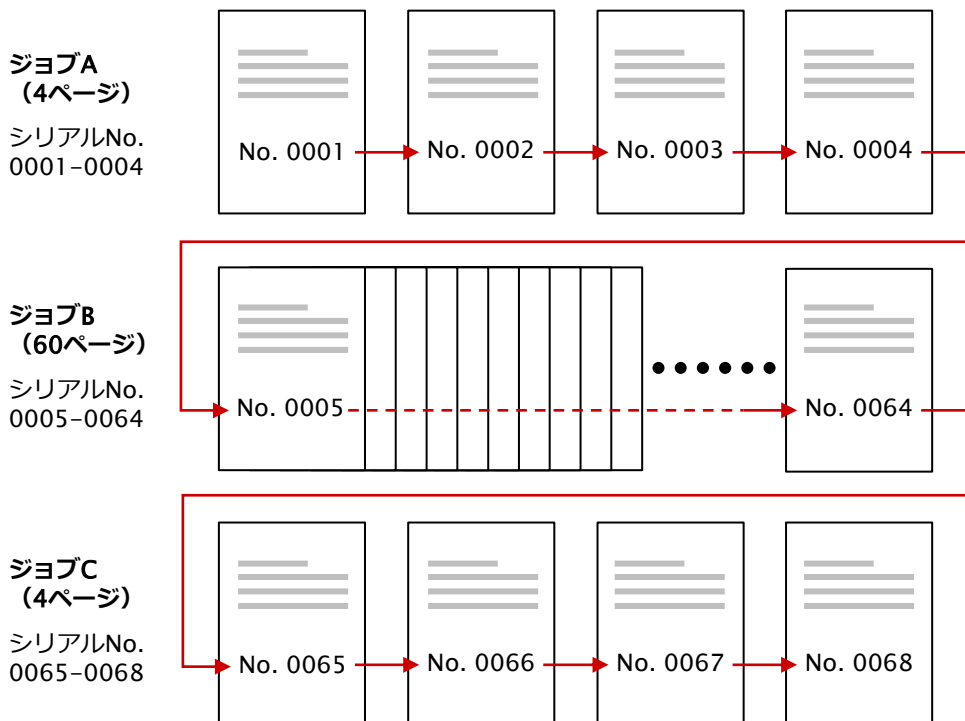 ジョブA
（4ページ）
シリアルNo.
0001–0004
No. 0001
No. 0002
No. 0003
No. 0004
ジョブB
（60ページ）
シリアルNo.
0005–0064
No. 0005
No. 0064
ジョブC
（4ページ）
シリアルNo.
0065–0068
No. 0065
No. 0066
No. 0067
No. 0068